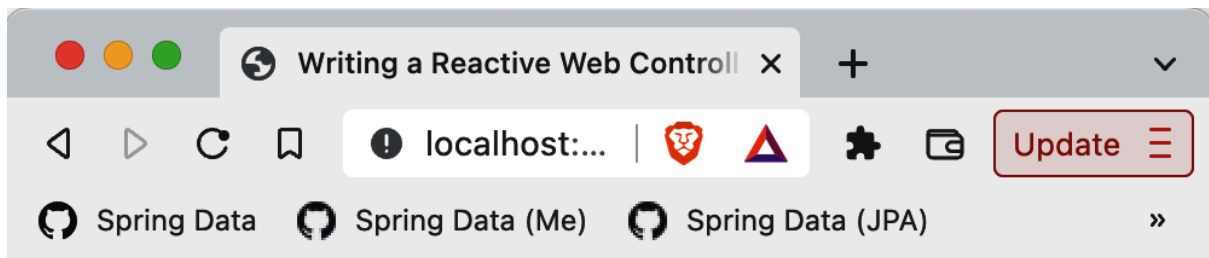 Writing a Reactive Web Controll
localhost:... Update
Spring Data Spring Data (Me) Spring Data (JPA) »